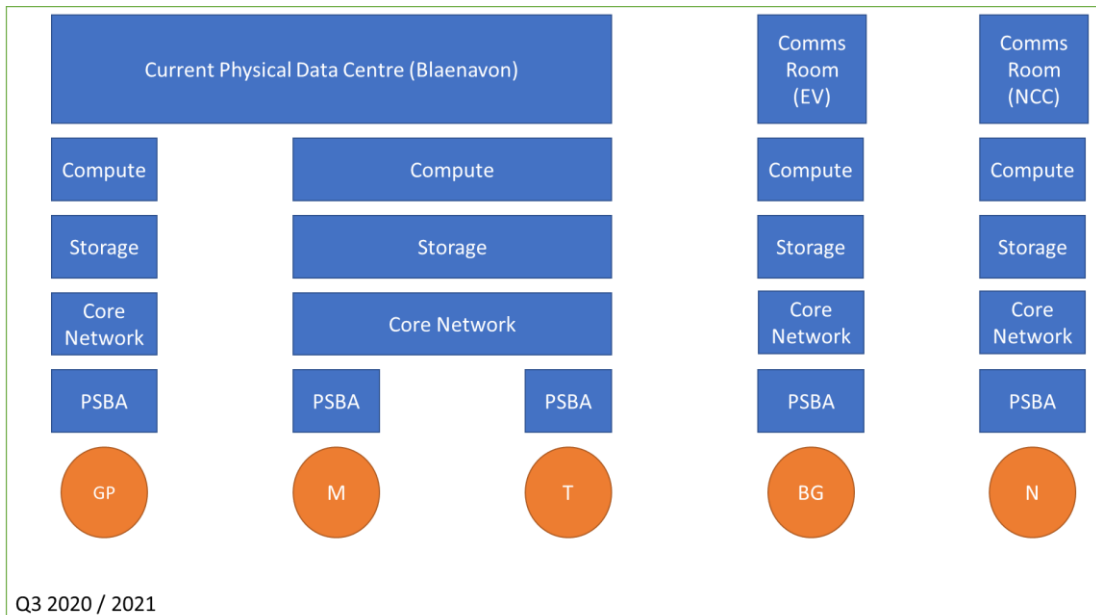 Current Physical Data Centre (Blaenavon)
Comms
Room
(EV)
Comms
Room
(NCC)
Compute
Compute
Compute
Compute
Storage
Storage
Storage
Storage
Core
Network
Core Network
Core
Network
Core
Network
PSBA
PSBA
PSBA
PSBA
PSBA
GP
M
T
BG
N
Q3 2020 / 2021